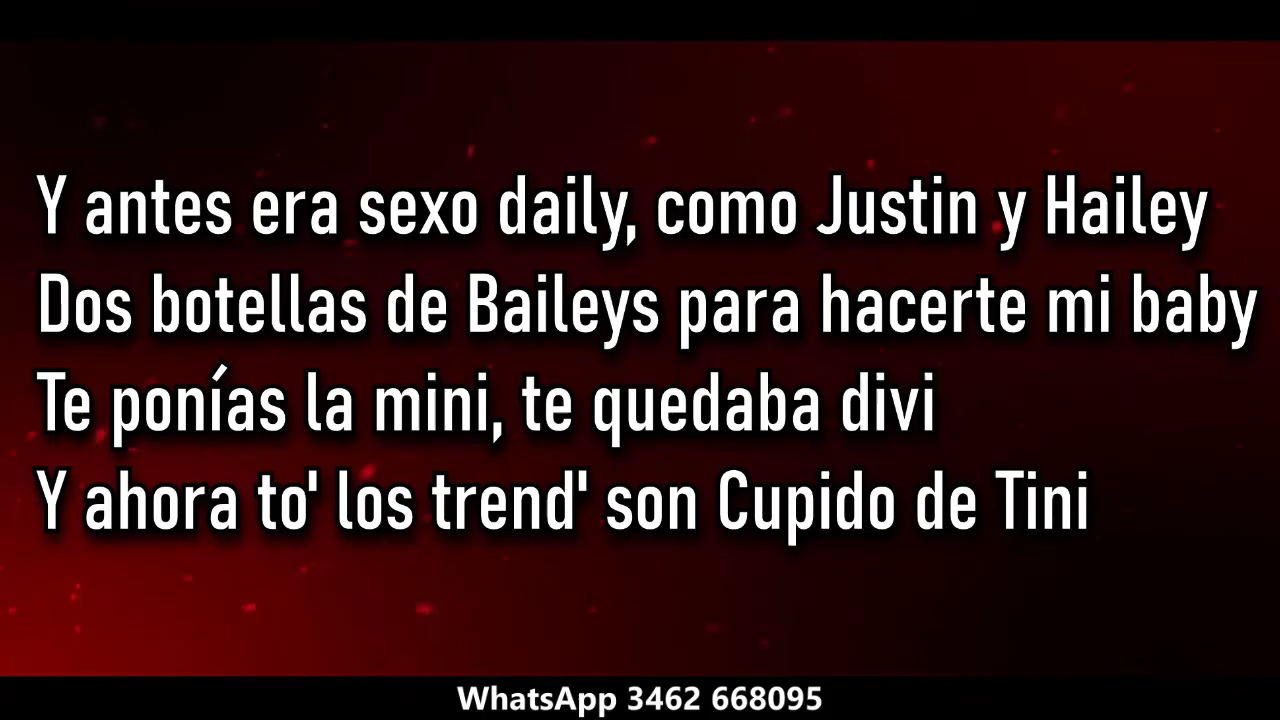 Y antes era sexo daily, como Justin y Hailey
Dos botellas de Baileys para hacerte mi baby
Te ponías la mini, te quedaba divi
Y ahora to' los trend' son Cupido de Tini
WhatsApp 3462 668095